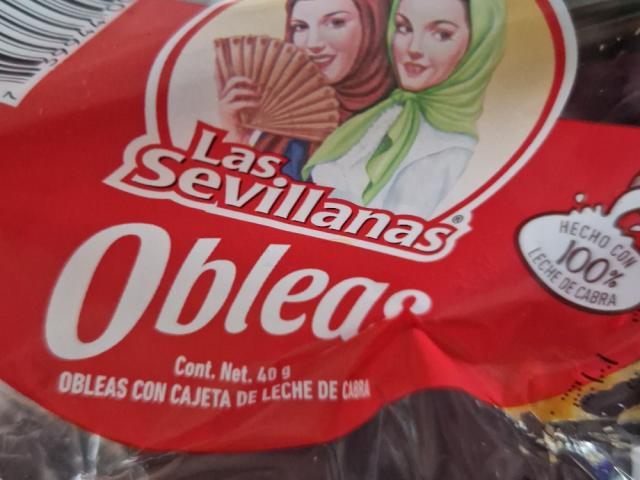 Las
Sevillanas®
Obleas
Cont. Net. 40 g
OBLEAS CON CAJETA DE LECHE DE CABRA
HECHO CON
100%
LECHE DE CABRA